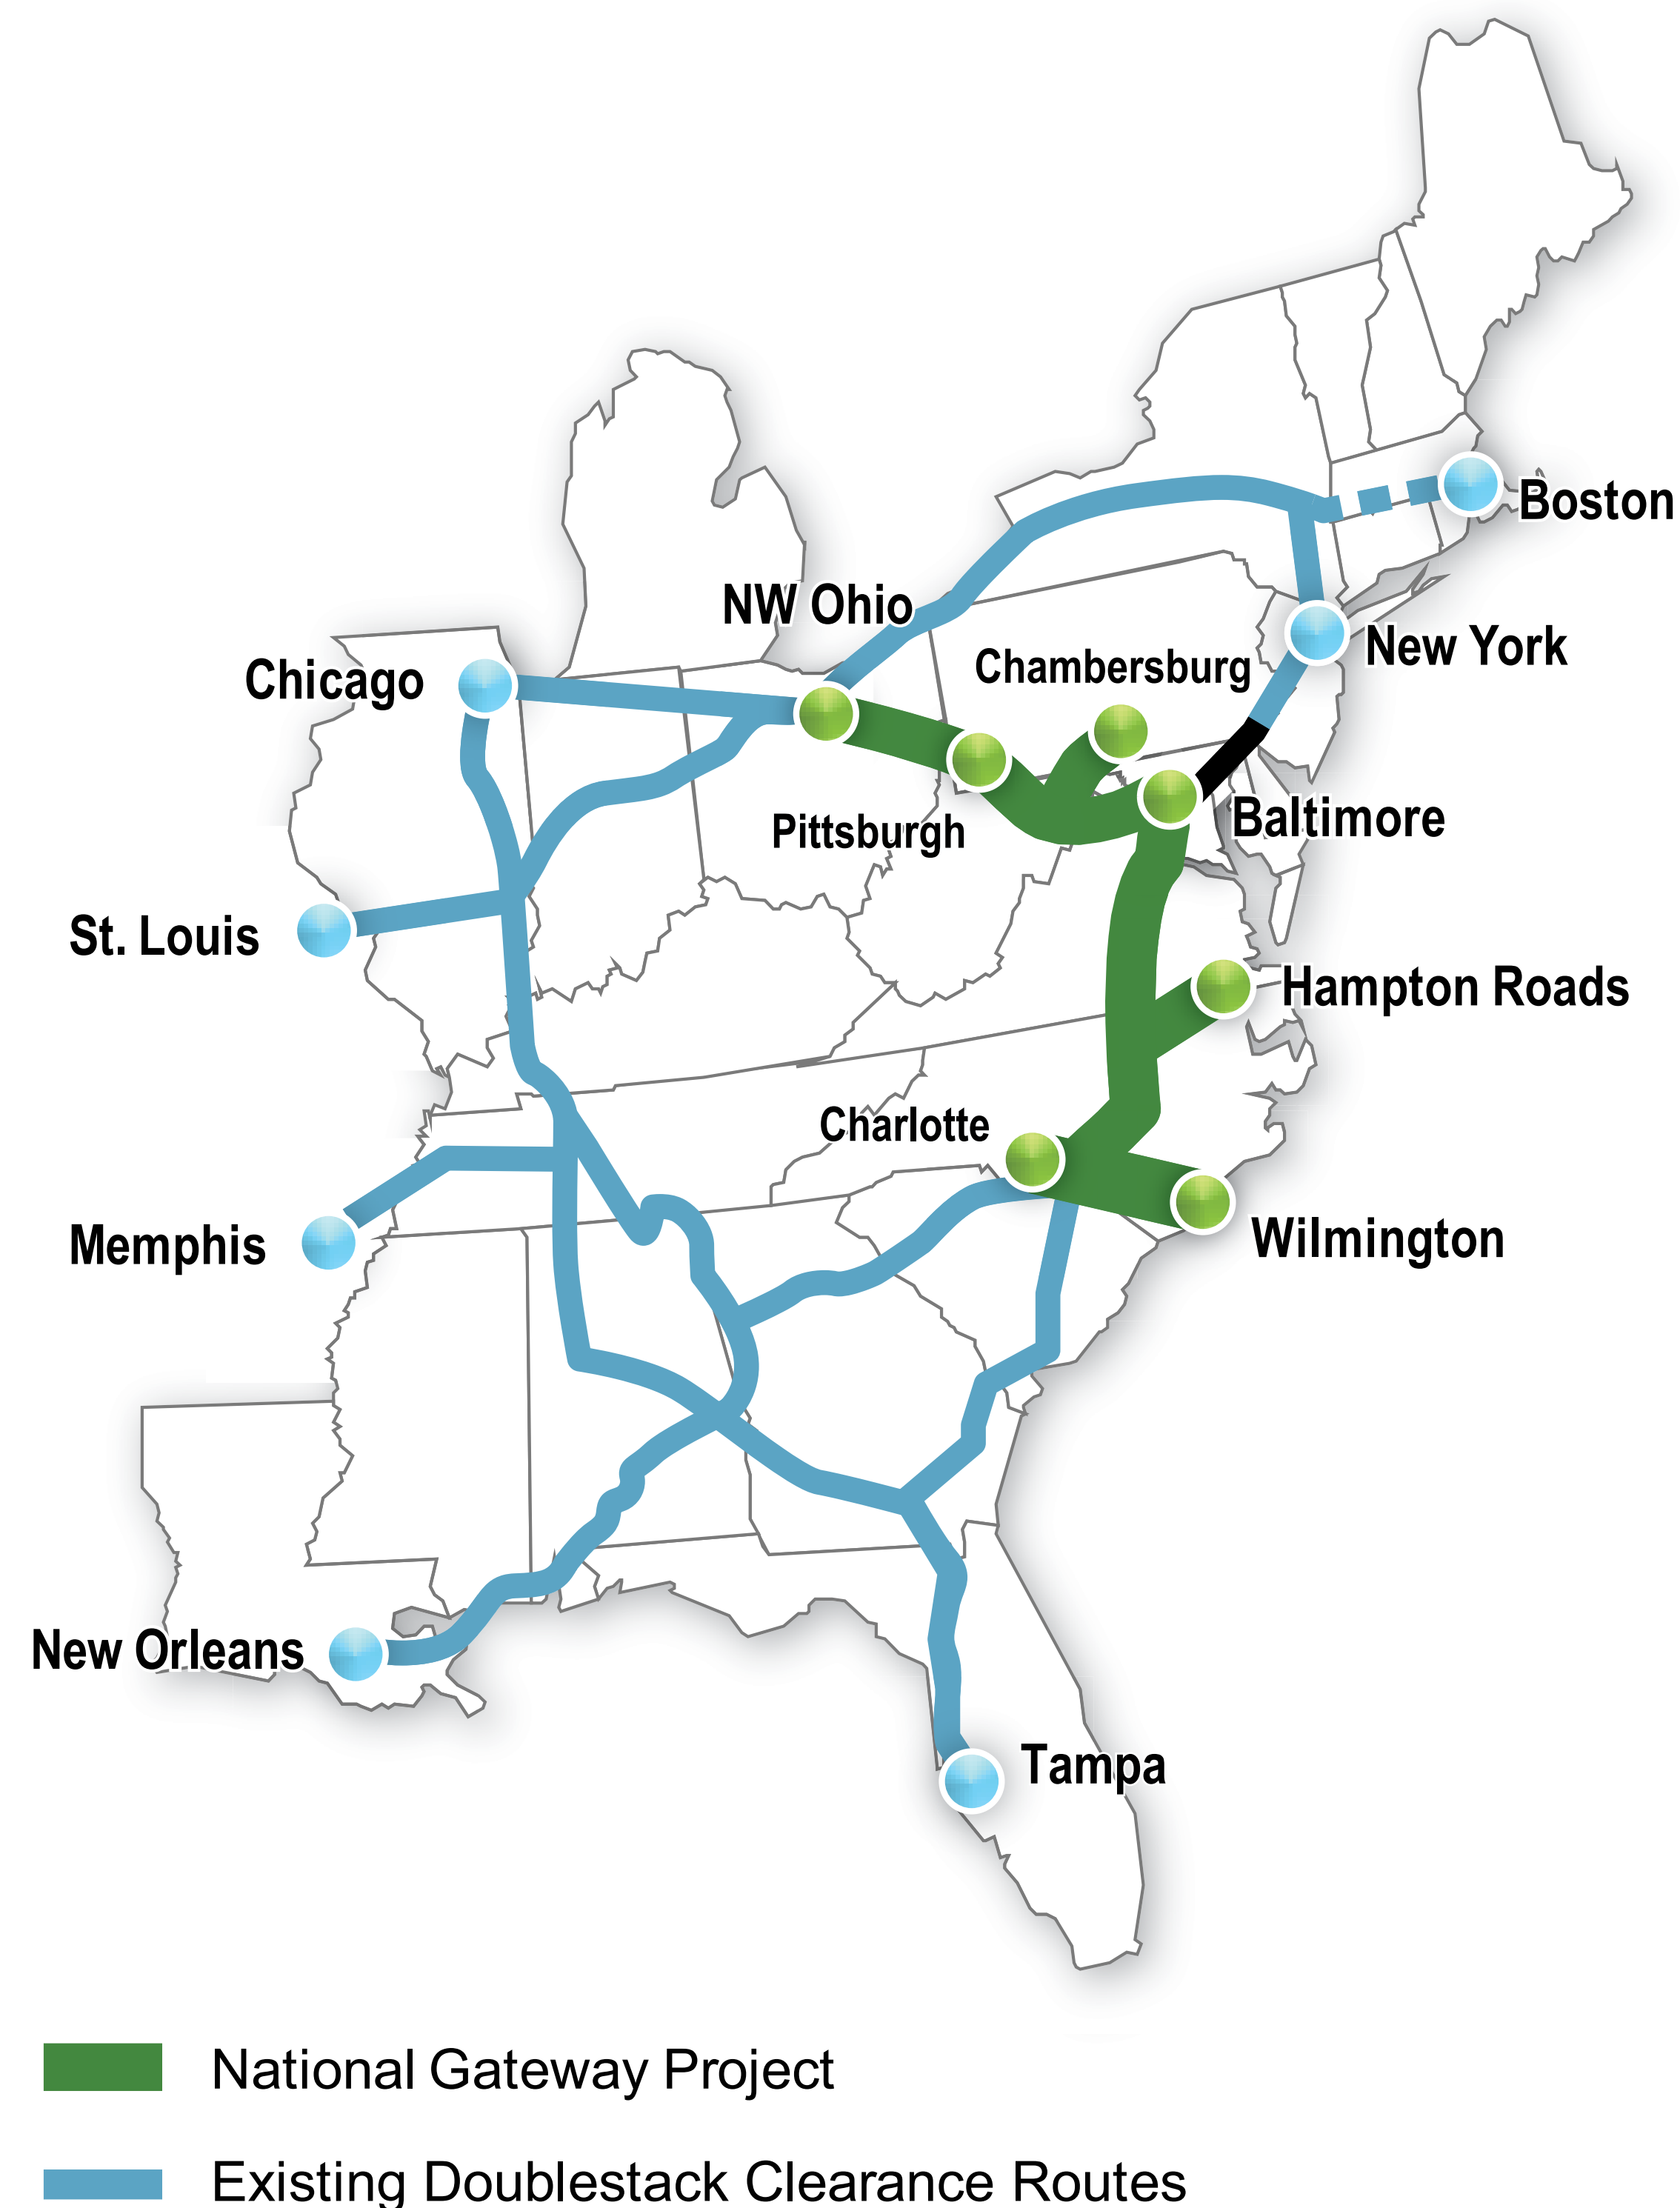 Boston
NW Ohio
New York
Chambersburg
Chicago
Baltimore
Pittsburgh
St. Louis
Hampton Roads
Charlotte
Wilmington
Memphis
New Orleans
Tampa
National Gateway Project
Existing Doublestack Clearance Routes